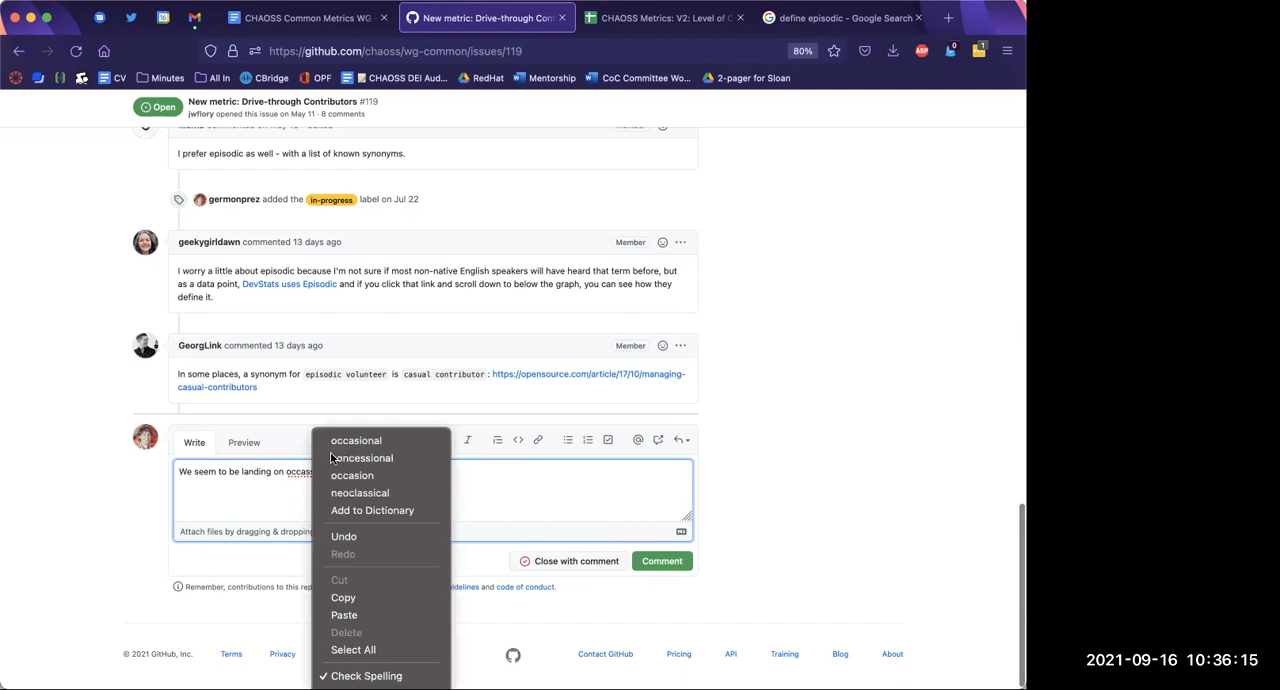 CHAOSS Common Metrics WG
New metric: Drive-through Cont
CHAOSS Metrics: V2: Level of C
define episodic - Google Search
https://github.com/chaoss/wg-common/issues/119
80%
ABP
0
1
CV
Minutes
All In
CBridge
OPF
CHAOSS DEI Aud...
RedHat
Mentorship
CoC Committee Wo...
2-pager for Sloan
Open
New metric: Drive-through Contributors #119
jwflory opened this issue on May 11 · 8 comments
I prefer episodic as well - with a list of known synonyms.
germonprez added the in-progress label on Jul 22
geekygirldawn commented 13 days ago
Member
I worry a little about episodic because I'm not sure if most non-native English speakers will have heard that term before, but
as a data point, DevStats uses Episodic and if you click that link and scroll down to below the graph, you can see how they
define it.
GeorgLink commented 13 days ago
Member
In some places, a synonym for episodic volunteer is casual contributor : https://opensource.com/article/17/10/managing-
casual-contributors
Write
Preview
We seem to be landing on occass
Attach files by dragging & dropping
occasional
concessional
occasion
neoclassical
Add to Dictionary
Undo
Redo
Cut
Copy
Paste
Delete
Select All
✓ Check Spelling
Close with comment
Comment
Remember, contributions to this rep
idelines and code of conduct.
© 2021 GitHub, Inc.
Terms
Privacy
Contact GitHub
Pricing
API
Training
Blog
About
2021-09-16 10:36:15